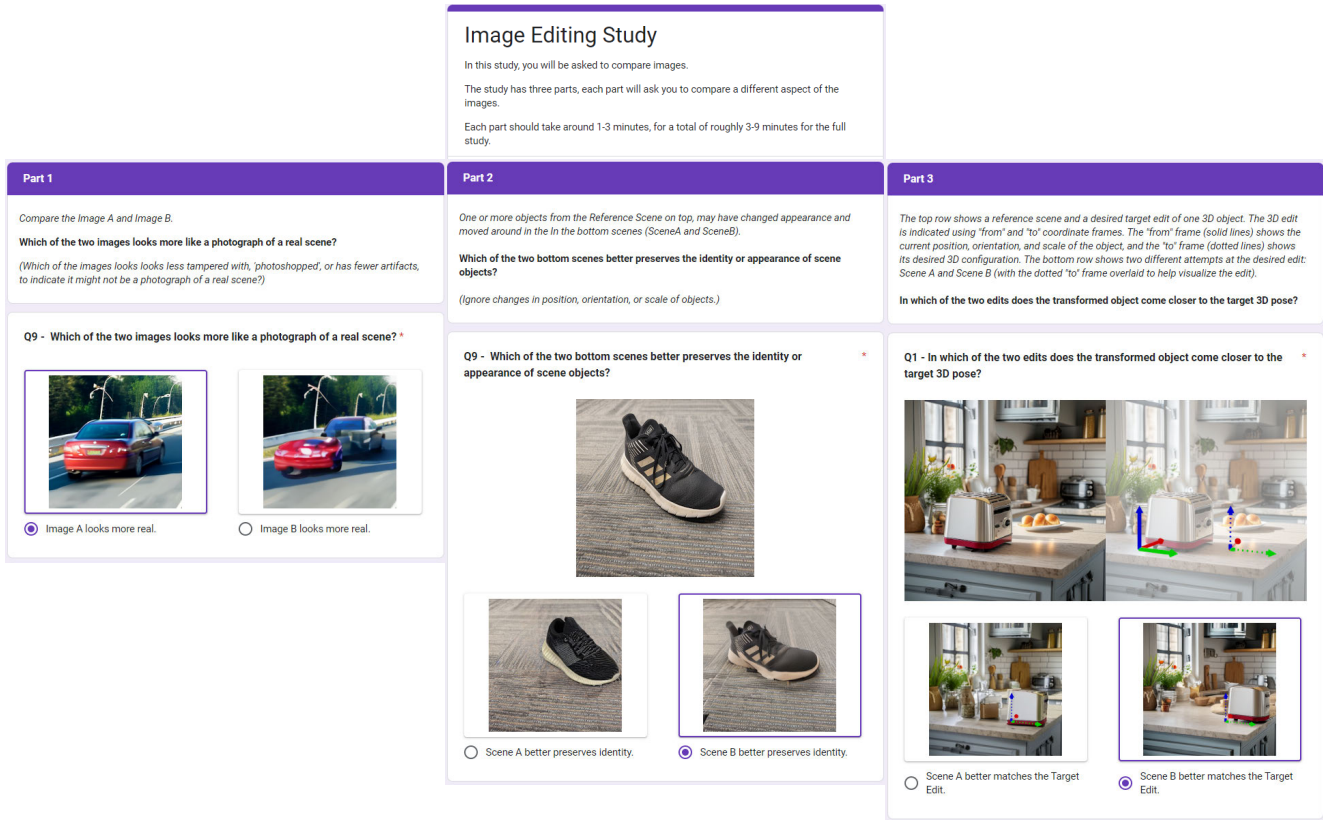 Image Editing Study
In this study, you will be asked to compare images.
The study has three parts, each part will ask you to compare a different aspect of the
images.
Each part should take around 1-3 minutes, for a total of roughly 3-9 minutes for the full
study.
Part 1
Compare the Image A and Image B.
Which of the two images looks more like a photograph of a real scene?
(Which of the images looks looks less tampered with, 'photoshopped', or has fewer artifacts,
to indicate it might not be a photograph of a real scene?)
Q9 - Which of the two images looks more like a photograph of a real scene? *
Image A looks more real.
Image B looks more real.
Part 2
One or more objects from the Reference Scene on top, may have changed appearance and
moved around in the In the bottom scenes (SceneA and SceneB).
Which of the two bottom scenes better preserves the identity or appearance of scene
objects?
(Ignore changes in position, orientation, or scale of objects.)
Q9 - Which of the two bottom scenes better preserves the identity or *
appearance of scene objects?
Scene A better preserves identity.
Scene B better preserves identity.
Part 3
The top row shows a reference scene and a desired target edit of one 3D object. The 3D edit
is indicated using "from" and "to" coordinate frames. The "from" frame (solid lines) shows the
current position, orientation, and scale of the object, and the "to" frame (dotted lines) shows
its desired 3D configuration. The bottom row shows two different attempts at the desired edit:
Scene A and Scene B (with the dotted "to" frame overlaid to help visualize the edit).
In which of the two edits does the transformed object come closer to the target 3D pose?
Q1 - In which of the two edits does the transformed object come closer to the *
target 3D pose?
Scene A better matches the Target
Edit.
Scene B better matches the Target
Edit.